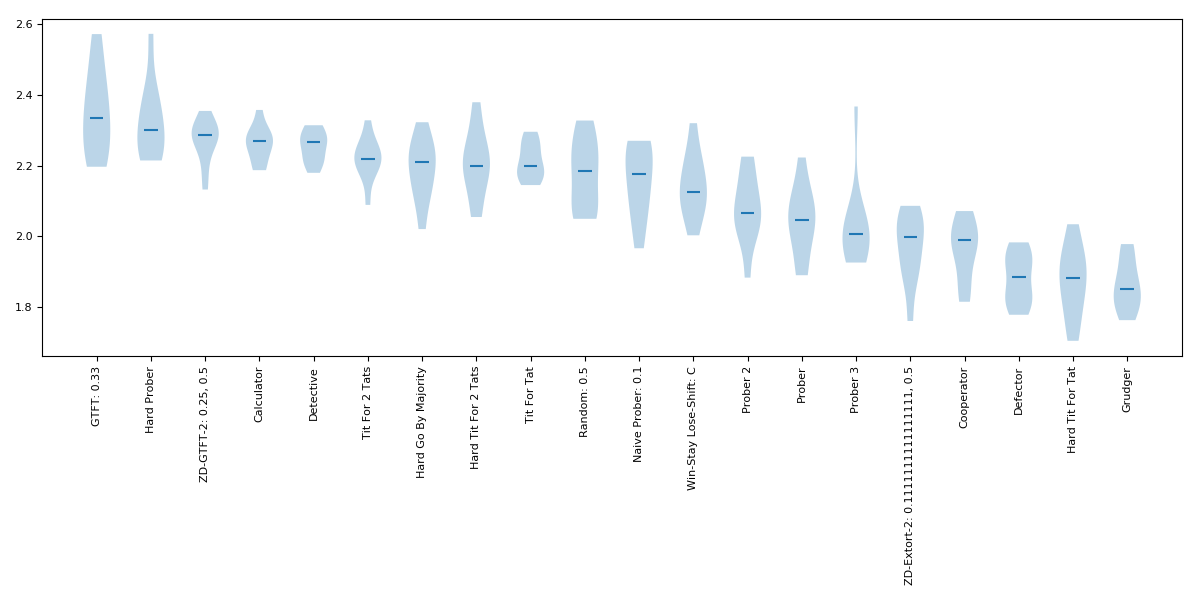 2.6
2.4
2.2
2.0
1.8
GTFT: 0.33
Hard Prober
ZD-GTFT-2: 0.25, 0.5
Calculator
Detective
Tit For 2 Tats
Hard Go By Majority
Hard Tit For 2 Tats
Tit For Tat
Random: 0.5
Naive Prober: 0.1
Win-Stay Lose-Shift: C
Prober 2
Prober
Prober 3
ZD-Extort-2: 0.1111111111111111, 0.5
Cooperator
Defector
Hard Tit For Tat
Grudger